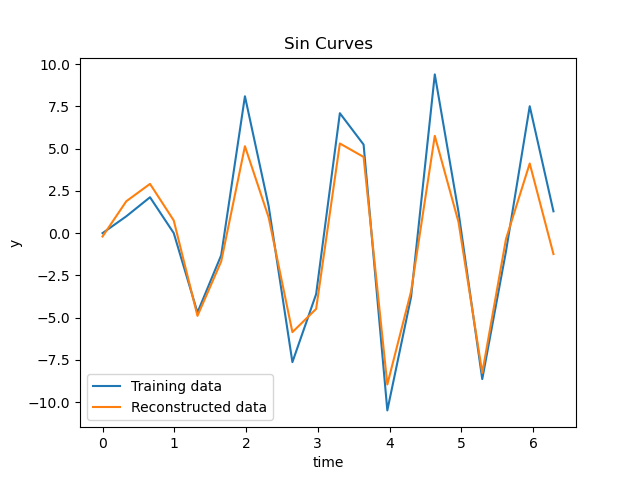 Sin Curves
10.0
7.5
5.0
2.5
0.0
−2.5
−5.0
−7.5
−10.0
y
Training data
Reconstructed data
0 1 2 3 4 5 6
time